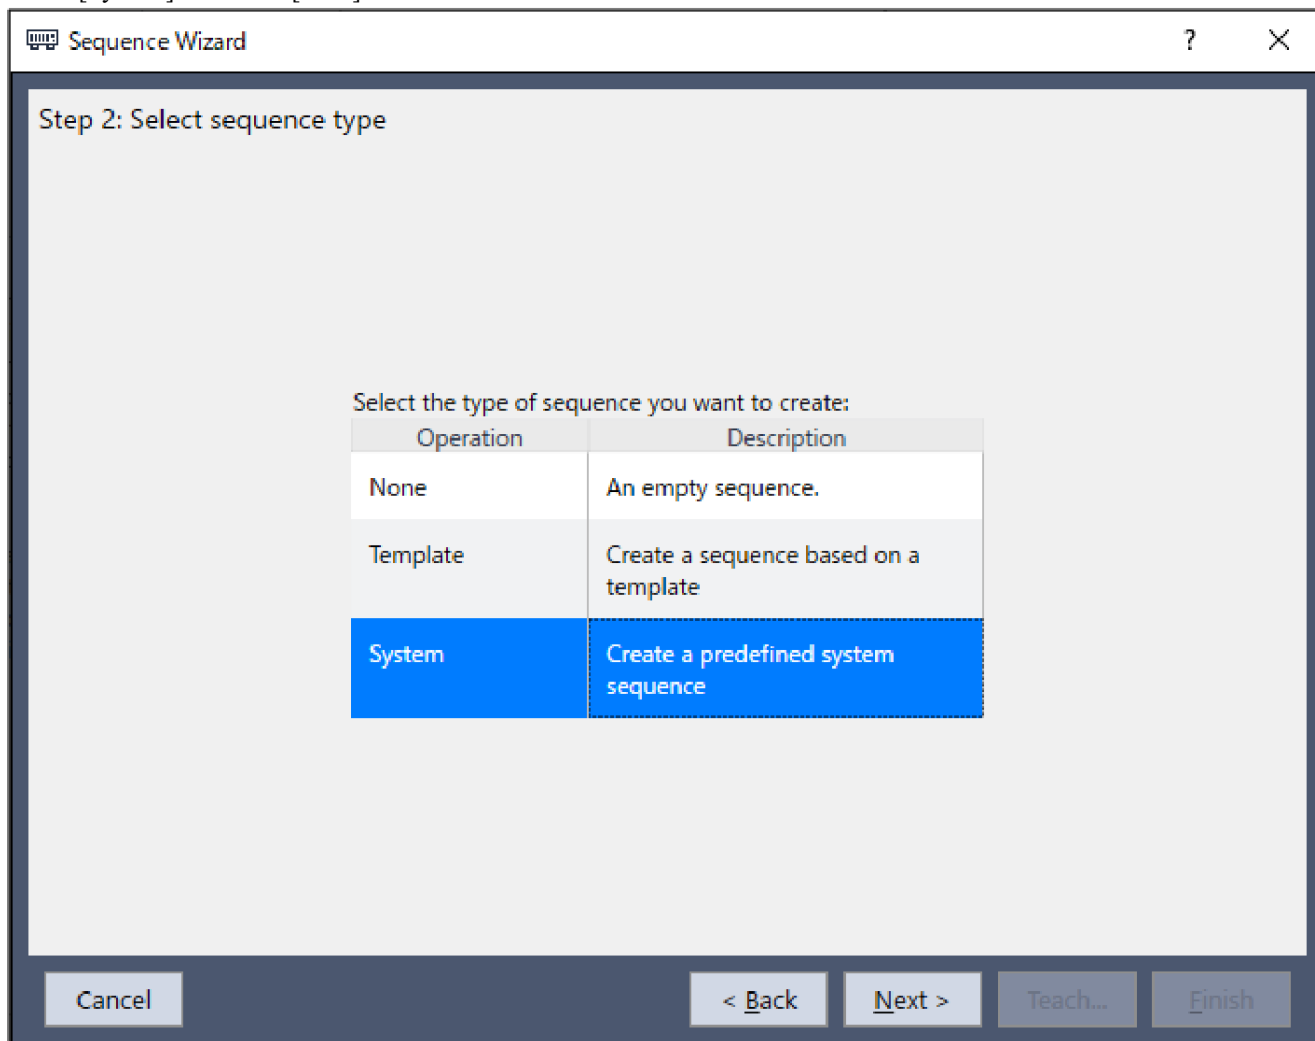 Sequence Wizard
?
Step 2: Select sequence type
Select the type of sequence you want to create:
Operation Description
None An empty sequence.
Template Create a sequence based on a
template
System Create a predefined system
sequence
Cancel < Back Next > Teach... Finish